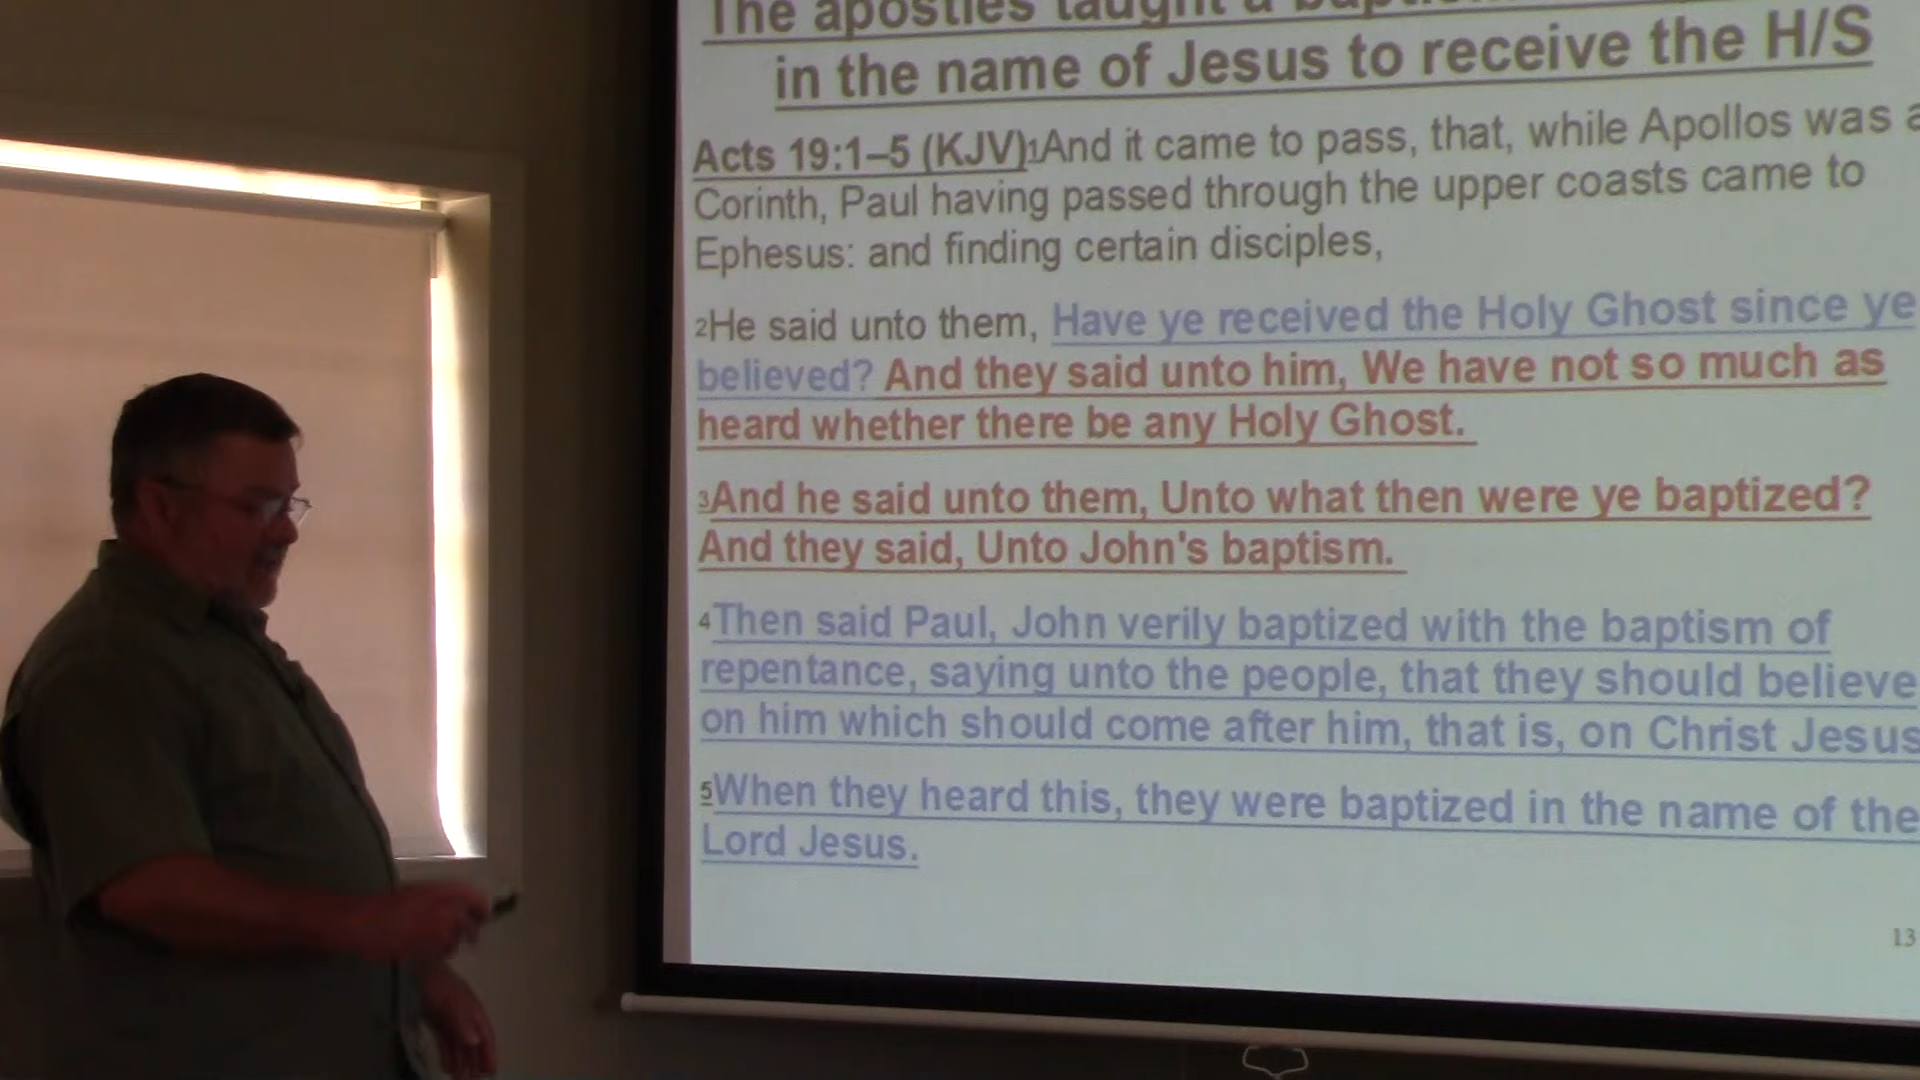 The apostles taught a
in the name of Jesus to receive the H/S
Acts 19:1–5 (KJV)1And it came to pass, that, while Apollos was
Corinth, Paul having passed through the upper coasts came to
Ephesus: and finding certain disciples,
2He said unto them, Have ye received the Holy Ghost since ye
believed? And they said unto him, We have not so much as
heard whether there be any Holy Ghost.
3And he said unto them, Unto what then were ye baptized?
And they said, Unto John's baptism.
4Then said Paul, John verily baptized with the baptism of
repentance, saying unto the people, that they should believe
on him which should come after him, that is, on Christ Jesus
5When they heard this, they were baptized in the name of the
Lord Jesus.
13